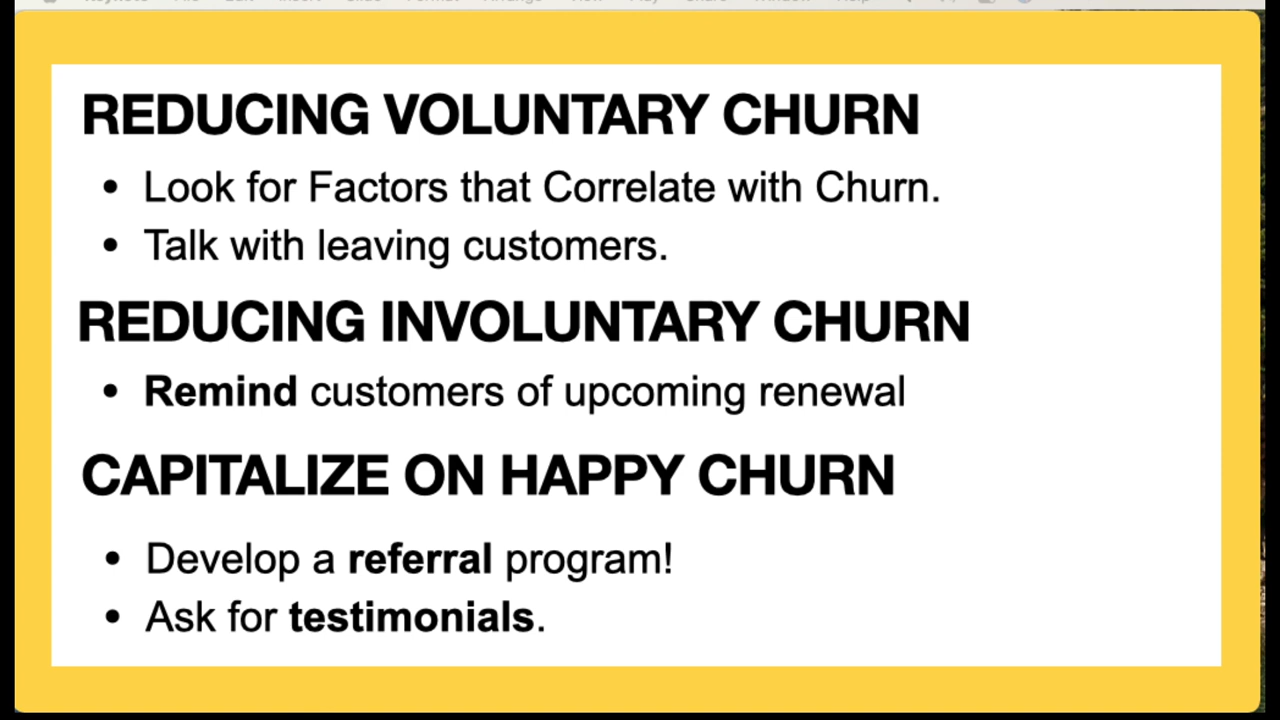 REDUCING VOLUNTARY CHURN
• Look for Factors that Correlate with Churn.
• Talk with leaving customers.
REDUCING INVOLUNTARY CHURN
• Remind customers of upcoming renewal
CAPITALIZE ON HAPPY CHURN
• Develop a referral program!
• Ask for testimonials.